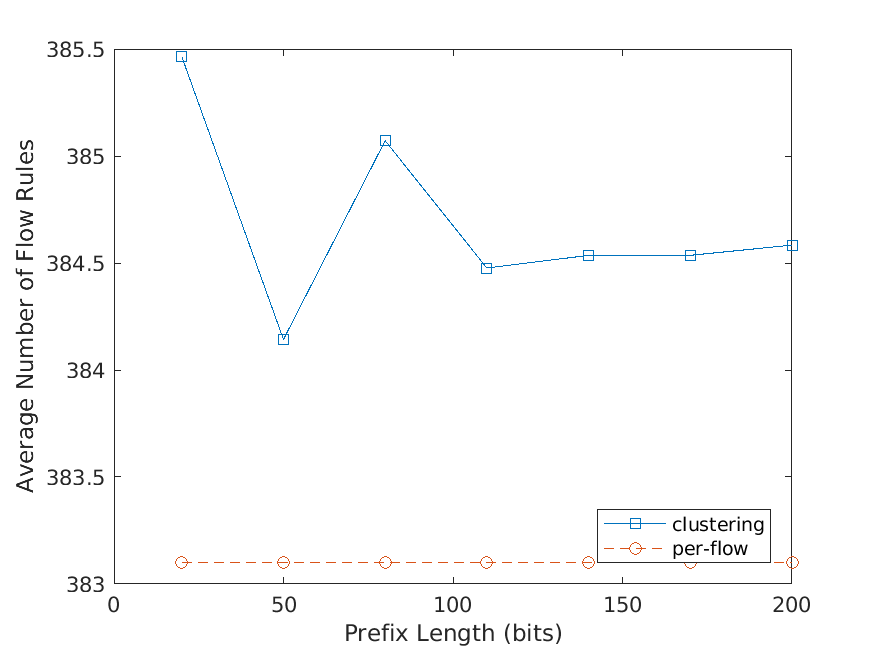 385.5
385
384.5
384
383.5
383
0
50
100
150
200
Average Number of Flow Rules
Prefix Length (bits)
clustering
per-flow